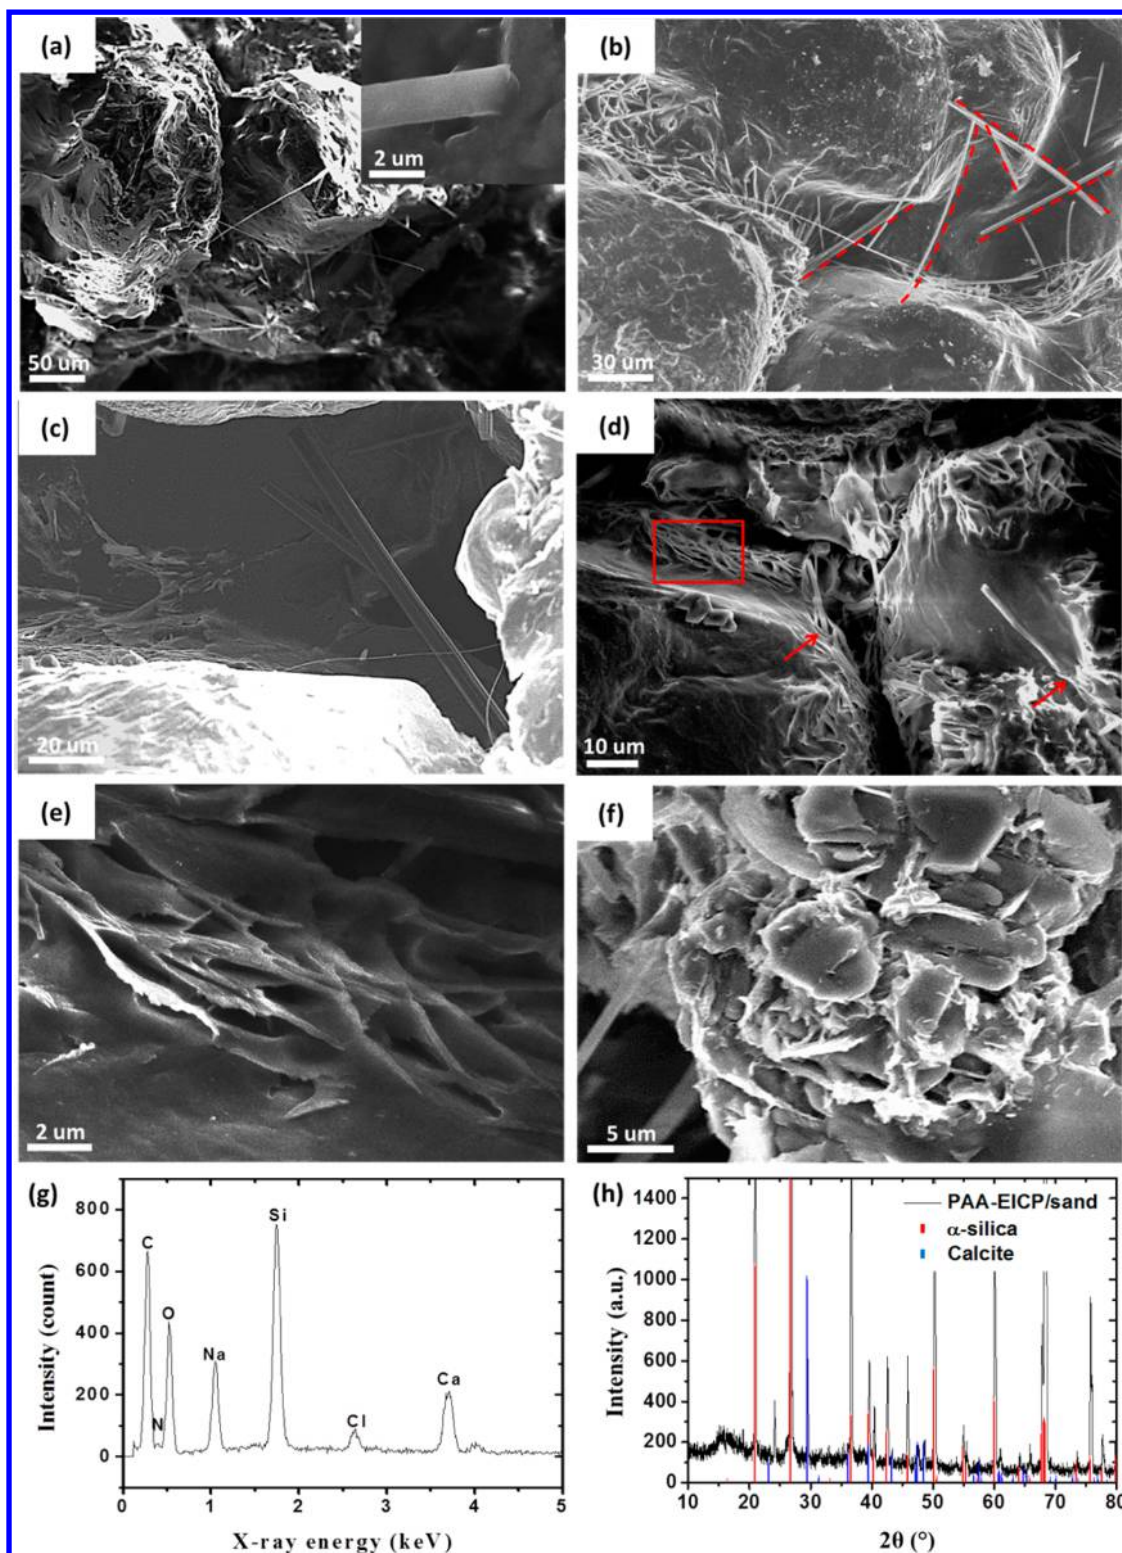 (a)
2 um
50 um
(b)
30 um
(c)
20 um
(d)
10 um
(e)
2 um
(f)
5 um
(g)
800
600
400
200
0
Intensity (count)
C
N
O
Na
Si
Cl
Ca
0 1 2 3 4 5
X-ray energy (keV)
(h)
1400
1200
1000
800
600
400
200
0
Intensity (a.u.)
PAA-EICP/sand
α-silica
Calcite
10 20 30 40 50 60 70 80
2θ (°)